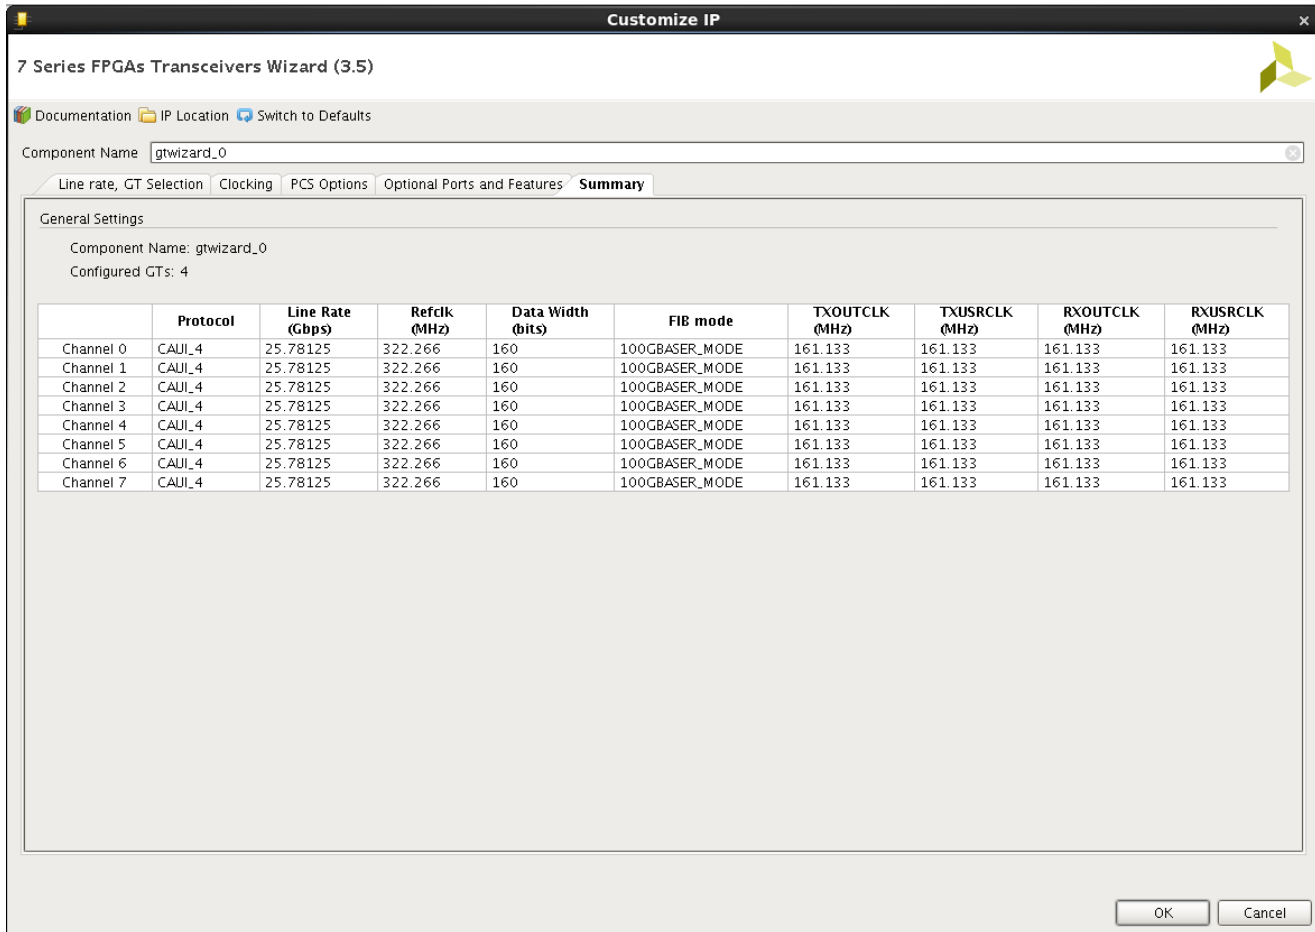 Customize IP
7 Series FPGAs Transceivers Wizard (3.5)
Documentation IP Location Switch to Defaults
Component Name gtwizard_0
Line rate, GT Selection Clocking PCS Options Optional Ports and Features Summary
General Settings
Component Name: gtwizard_0
Configured GTs: 4
Protocol Line Rate (Gbps) Refclk (MHz) Data Width (bits) FIB mode TXOUTCLK (MHz) TXUSRCLK (MHz) RXOUTCLK (MHz) RXUSRCLK (MHz)
Channel 0 CAUI_4 25.78125 322.266 160 100GBASER_MODE 161.133 161.133 161.133 161.133
Channel 1 CAUI_4 25.78125 322.266 160 100GBASER_MODE 161.133 161.133 161.133 161.133
Channel 2 CAUI_4 25.78125 322.266 160 100GBASER_MODE 161.133 161.133 161.133 161.133
Channel 3 CAUI_4 25.78125 322.266 160 100GBASER_MODE 161.133 161.133 161.133 161.133
Channel 4 CAUI_4 25.78125 322.266 160 100GBASER_MODE 161.133 161.133 161.133 161.133
Channel 5 CAUI_4 25.78125 322.266 160 100GBASER_MODE 161.133 161.133 161.133 161.133
Channel 6 CAUI_4 25.78125 322.266 160 100GBASER_MODE 161.133 161.133 161.133 161.133
Channel 7 CAUI_4 25.78125 322.266 160 100GBASER_MODE 161.133 161.133 161.133 161.133
OK Cancel